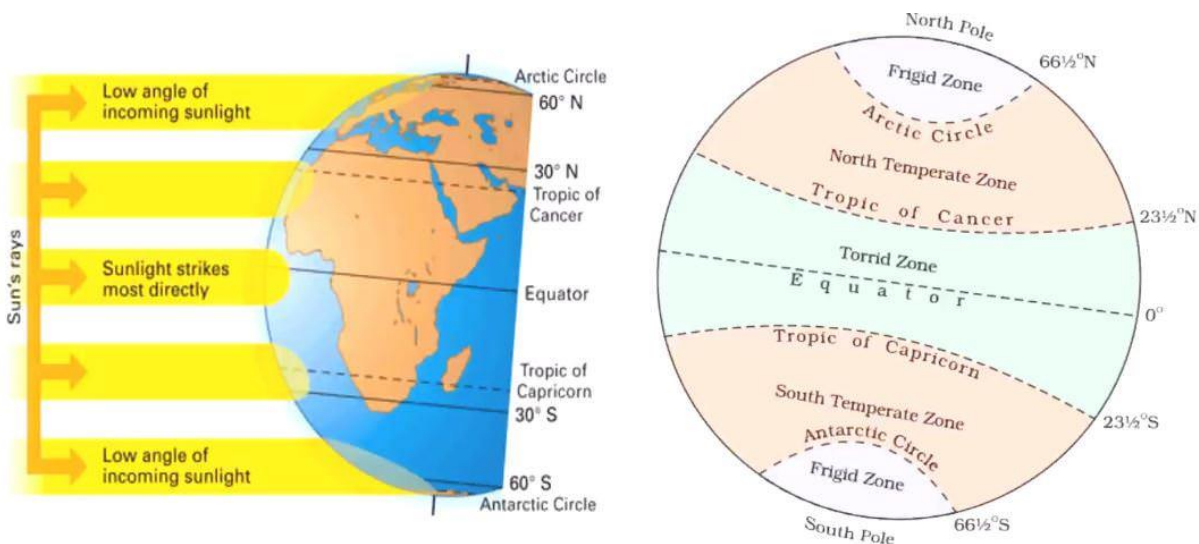 Sun's rays
Low angle of
incoming sunlight
Sunlight strikes
most directly
Low angle of
incoming sunlight
Arctic Circle
60° N
30° N
Tropic of
Cancer
Equator
Tropic of
Capricorn
30° S
60° S
Antarctic Circle
North Pole
66½°N
Frigid Zone
Arctic Circle
North Temperate Zone
Tropic of Cancer
23½°N
Torrid Zone
Equator
0°
Tropic of Capricorn
South Temperate Zone
23½°S
Antarctic Circle
Frigid Zone
66½°S
South Pole